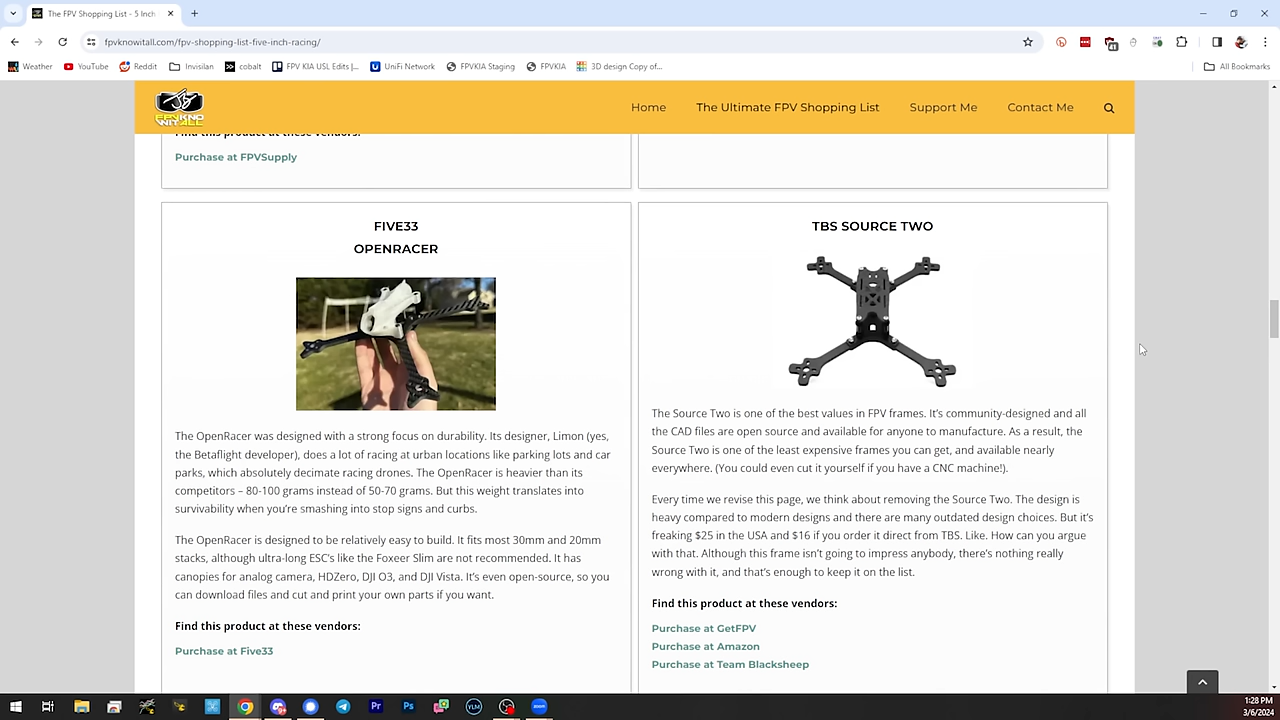 The FPV Shopping List - 5 Inch
fpvknowitall.com/fpv-shopping-list-five-inch-racing/
Weather
YouTube
Reddit
Invisilan
cobalt
FPV KIA USL Edits |...
UniFi Network
FPVKIA Staging
FPVKIA
3D design Copy of...
All Bookmarks
FPV KNOW IT ALL
Home
The Ultimate FPV Shopping List
Support Me
Contact Me
Find this product at these vendors:
Purchase at FPVSupply
FIVE33
OPENRACER
The OpenRacer was designed with a strong focus on durability. Its designer, Limon (yes,
the Betaflight developer), does a lot of racing at urban locations like parking lots and car
parks, which absolutely decimate racing drones. The OpenRacer is heavier than its
competitors – 80-100 grams instead of 50-70 grams. But this weight translates into
survivability when you're smashing into stop signs and curbs.
The OpenRacer is designed to be relatively easy to build. It fits most 30mm and 20mm
stacks, although ultra-long ESC's like the Foxeer Slim are not recommended. It has
canopies for analog camera, HDZero, DJI O3, and DJI Vista. It's even open-source, so you
can download files and cut and print your own parts if you want.
Find this product at these vendors:
Purchase at Five33
TBS SOURCE TWO
The Source Two is one of the best values in FPV frames. It's community-designed and all
the CAD files are open source and available for anyone to manufacture. As a result, the
Source Two is one of the least expensive frames you can get, and available nearly
everywhere. (You could even cut it yourself if you have a CNC machine!).
Every time we revise this page, we think about removing the Source Two. The design is
heavy compared to modern designs and there are many outdated design choices. But it's
freaking $25 in the USA and $16 if you order it direct from TBS. Like. How can you argue
with that. Although this frame isn't going to impress anybody, there's nothing really
wrong with it, and that's enough to keep it on the list.
Find this product at these vendors:
Purchase at GetFPV
Purchase at Amazon
Purchase at Team Blacksheep
1:28 PM
3/6/2024